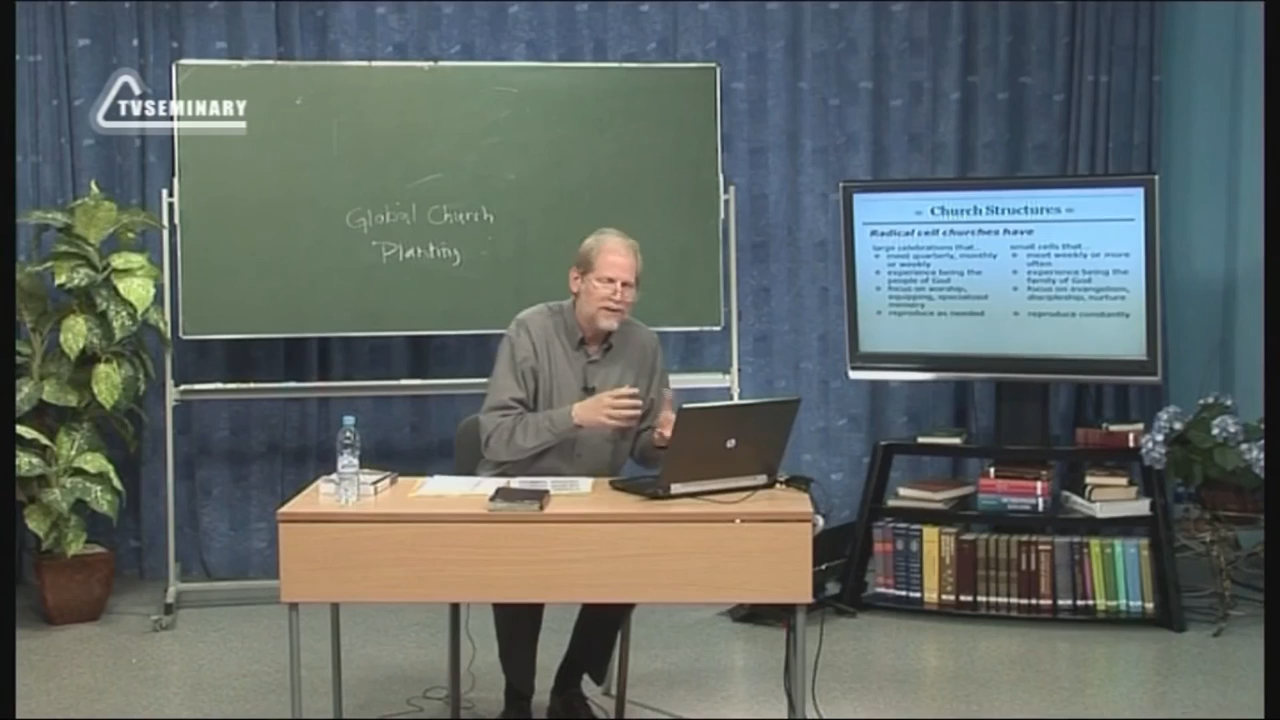 TVSEMINARY
Global Church
Planting
Church Structures
Radical cell churches have
large celebrations that...
meet quarterly, monthly
or weekly
experience being the
people of God
focus on worship,
equipping, specialized
ministry
reproduce as needed
small cells that...
meet weekly or more
often
experience being the
family of God
focus on evangelism,
discipleship, nurture
reproduce constantly